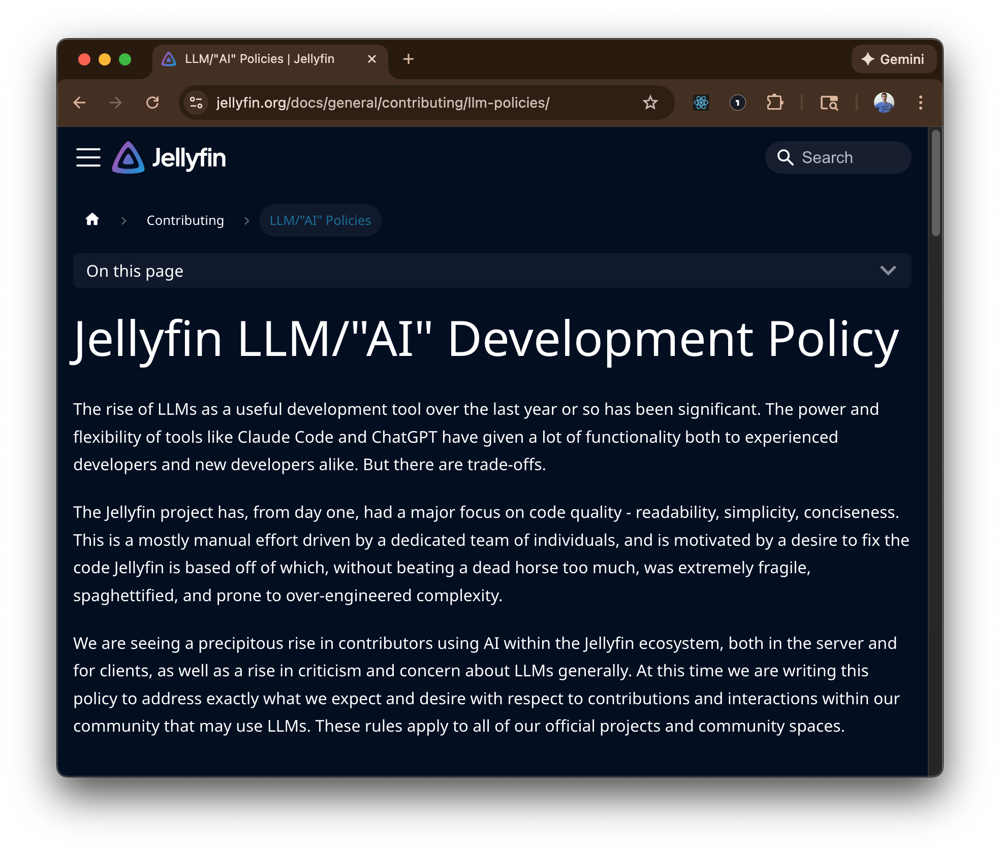 LLM/"AI" Policies | Jellyfin
Gemini
jellyfin.org/docs/general/contributing/llm-policies/
1
Jellyfin
Search
Contributing
LLM/"AI" Policies
On this page
Jellyfin LLM/"AI" Development Policy
The rise of LLMs as a useful development tool over the last year or so has been significant. The power and
flexibility of tools like Claude Code and ChatGPT have given a lot of functionality both to experienced
developers and new developers alike. But there are trade-offs.
The Jellyfin project has, from day one, had a major focus on code quality - readability, simplicity, conciseness.
This is a mostly manual effort driven by a dedicated team of individuals, and is motivated by a desire to fix the
code Jellyfin is based off of which, without beating a dead horse too much, was extremely fragile,
spaghettified, and prone to over-engineered complexity.
We are seeing a precipitous rise in contributors using AI within the Jellyfin ecosystem, both in the server and
for clients, as well as a rise in criticism and concern about LLMs generally. At this time we are writing this
policy to address exactly what we expect and desire with respect to contributions and interactions within our
community that may use LLMs. These rules apply to all of our official projects and community spaces.